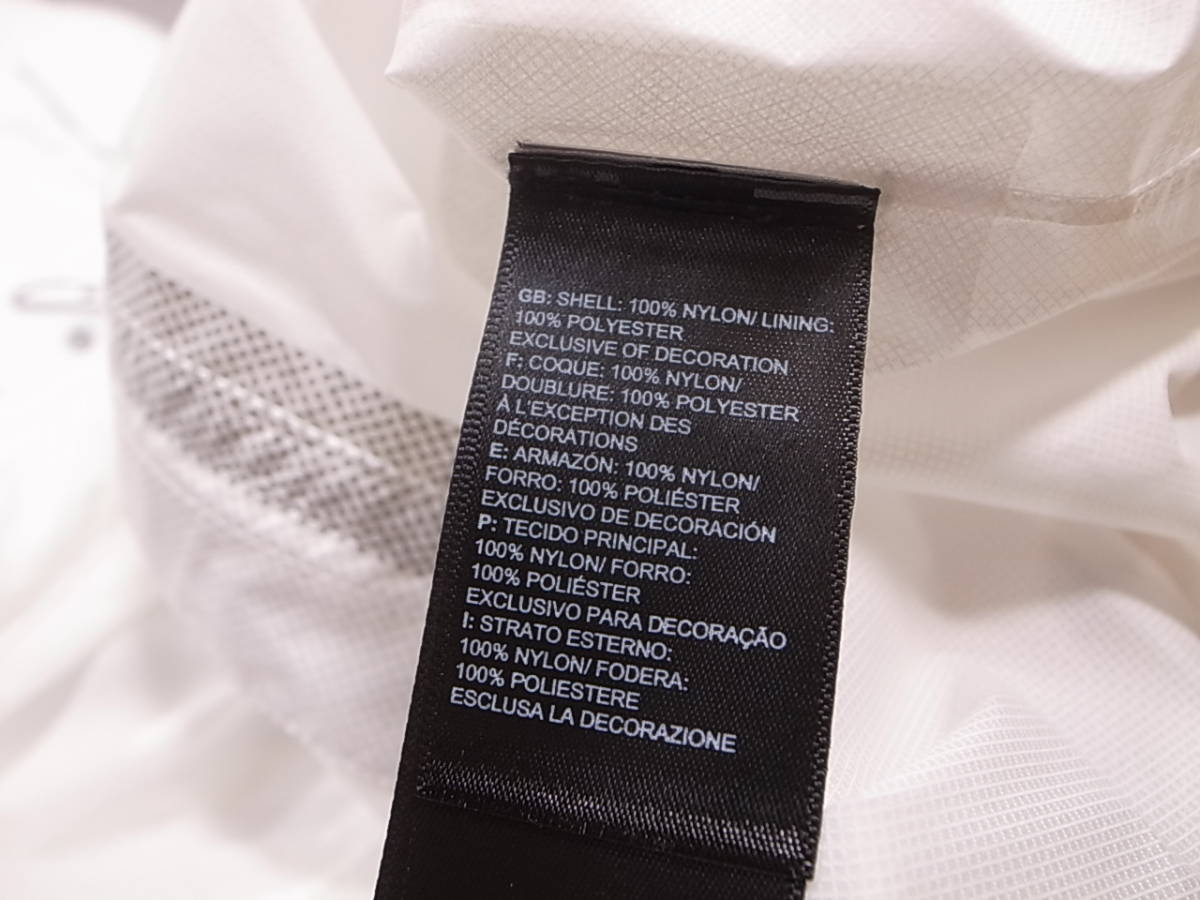 GB: SHELL: 100% NYLON/ LINING:
100% POLYESTER
EXCLUSIVE OF DECORATION
F: COQUE: 100% NYLON/
DOUBLURE: 100% POLYESTER
À L'EXCEPTION DES
DÉCORATIONS
E: ARMAZÓN: 100% NYLON/
FORRO: 100% POLIÉSTER
EXCLUSIVO DE DECORACIÓN
P: TECIDO PRINCIPAL:
100% NYLON/ FORRO:
100% POLIÉSTER
EXCLUSIVO PARA DECORAÇÃO
I: STRATO ESTERNO:
100% NYLON/ FODERA:
100% POLIESTERE
ESCLUSA LA DECORAZIONE